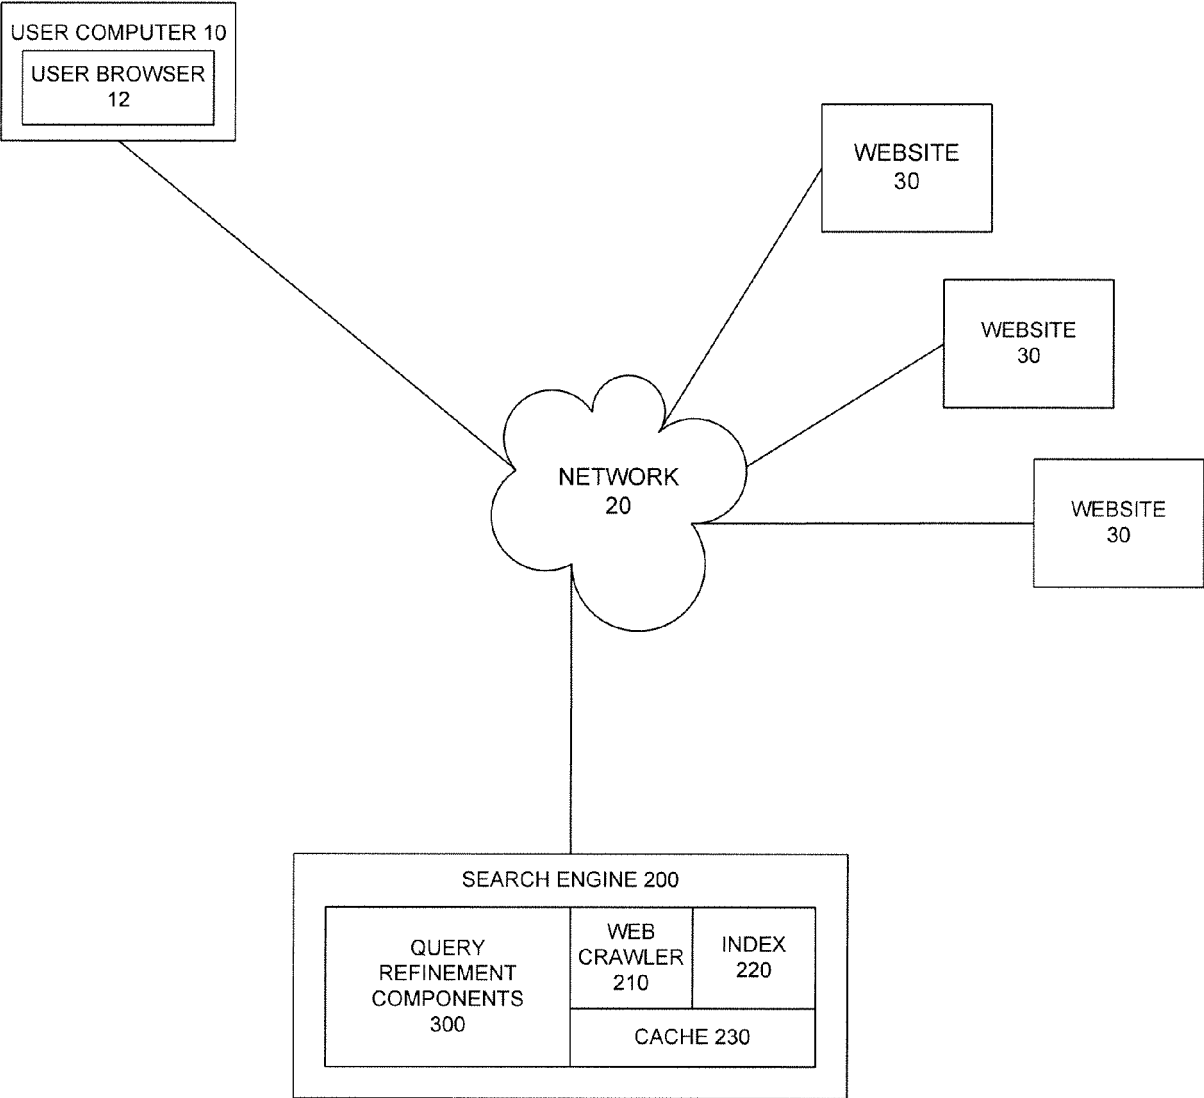 USER COMPUTER 10
USER BROWSER
12
WEBSITE
30
WEBSITE
30
NETWORK
20
WEBSITE
30
SEARCH ENGINE 200
QUERY
REFINEMENT
COMPONENTS
300
WEB
CRAWLER
210
INDEX
220
CACHE 230